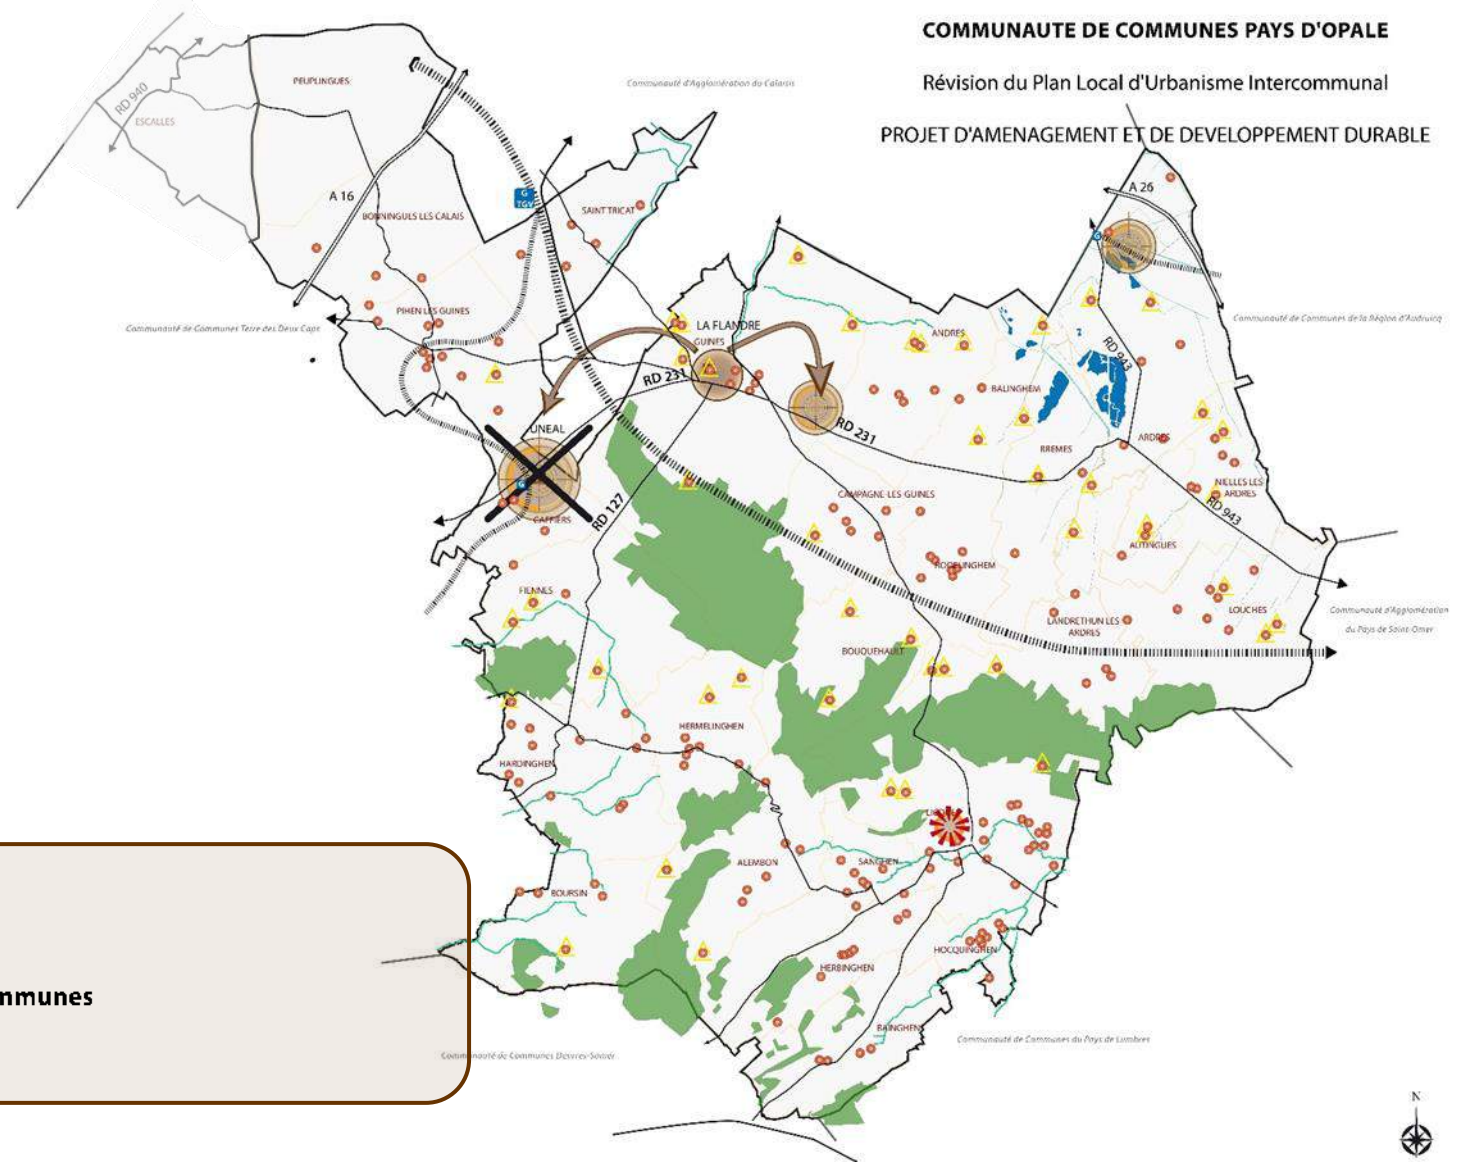 COMMUNAUTE DE COMMUNES PAYS D'OPALE
Révision du Plan Local d'Urbanisme Intercommunal
PROJET D'AMENAGEMENT ET DE DEVELOPPEMENT DURABLE
PEUPLINGUES
Communauté d'Agglomération du Calaisis
RD 940
ESCALLES
A 16
G
TGV
A 26
BONNINGUES LES CALAIS
SAINT TRICAT
G
PIHEN LES GUINES
Communauté de Communes Terre des Deux Caps
Communauté de Communes de la Région d'Audruicq
LA FLANDRE
GUINES
ANDRES
RD 943
RD 231
BALINGHEM
UNEAL
RD 231
ARDRES
BREMES
G
CAMPAGNE LES GUINES
NIELLES LES
ARDRES
RD 943
RD 127
CAFFIERS
AUTINGUES
RODELINGHEM
FIENNES
LOUCHES
LANDRETHUN LES
ARDRES
Communauté d'Agglomération
du Pays de Saint-Omer
BOUQUEHAULT
HERMELINGHEN
HARDINGHEN
ALEMBON
SANGHEN
BOURSIN
HOCQUINGHEN
HERBINGHEN
mmunes
BAINGHEN
Communauté de Communes du Pays de Lumbres
Communauté de Communes Desvres-Samer
N